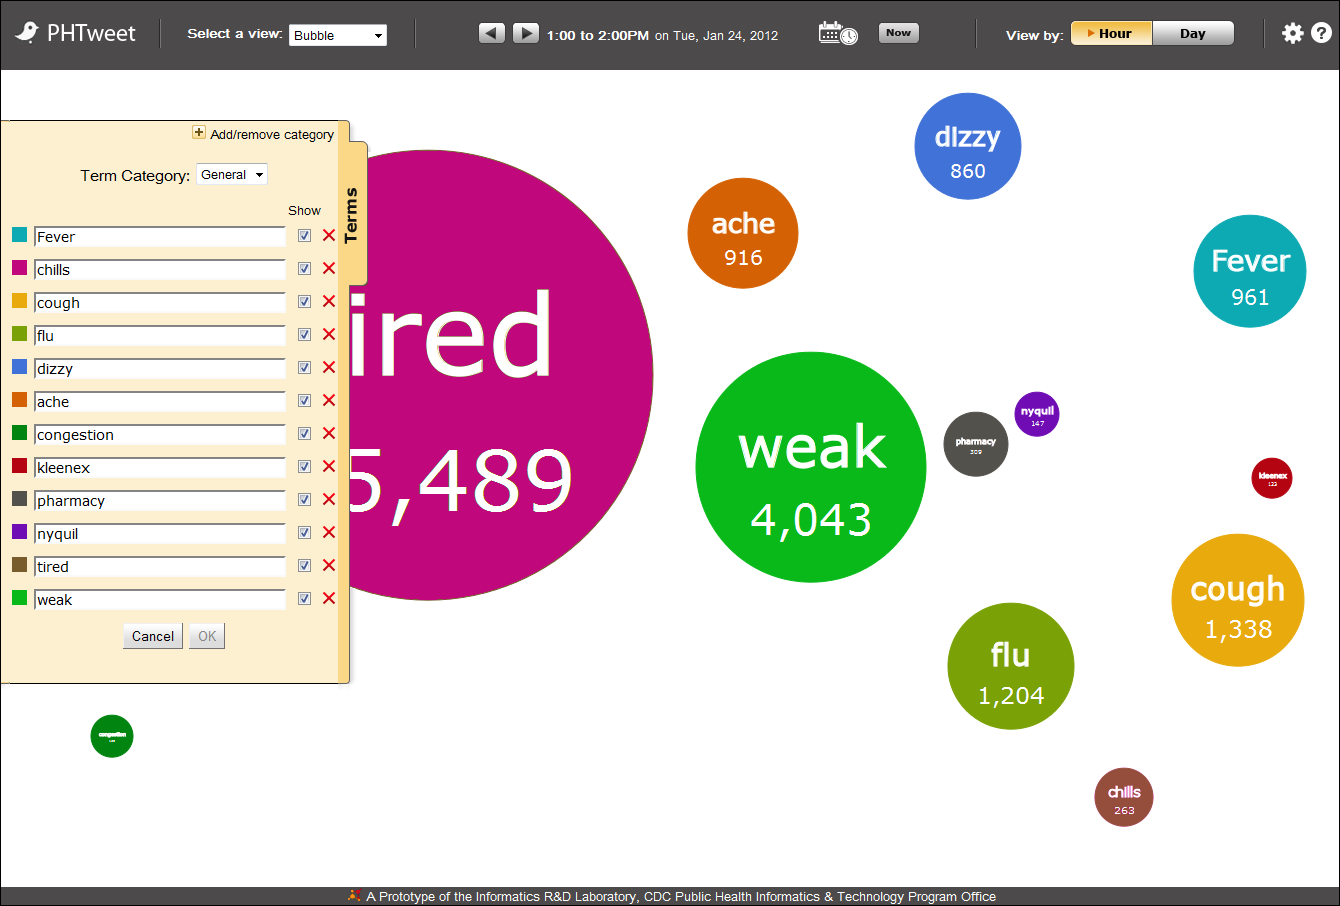 PHTweet
Select a view: Bubble
1:00 to 2:00PM on Tue, Jan 24, 2012
Now
View by: Hour Day
?
Add/remove category
Term Category: General
Show
Terms
Fever
chills
cough
flu
dizzy
ache
congestion
kleenex
pharmacy
nyquil
tired
weak
Cancel OK
ired
5,489
ache
916
dIzzy
860
Fever
961
weak
4,043
pharmacy
309
nyquil
147
kleenex
123
cough
1,338
flu
1,204
chills
263
congestion
A Prototype of the Informatics R&D Laboratory, CDC Public Health Informatics & Technology Program Office